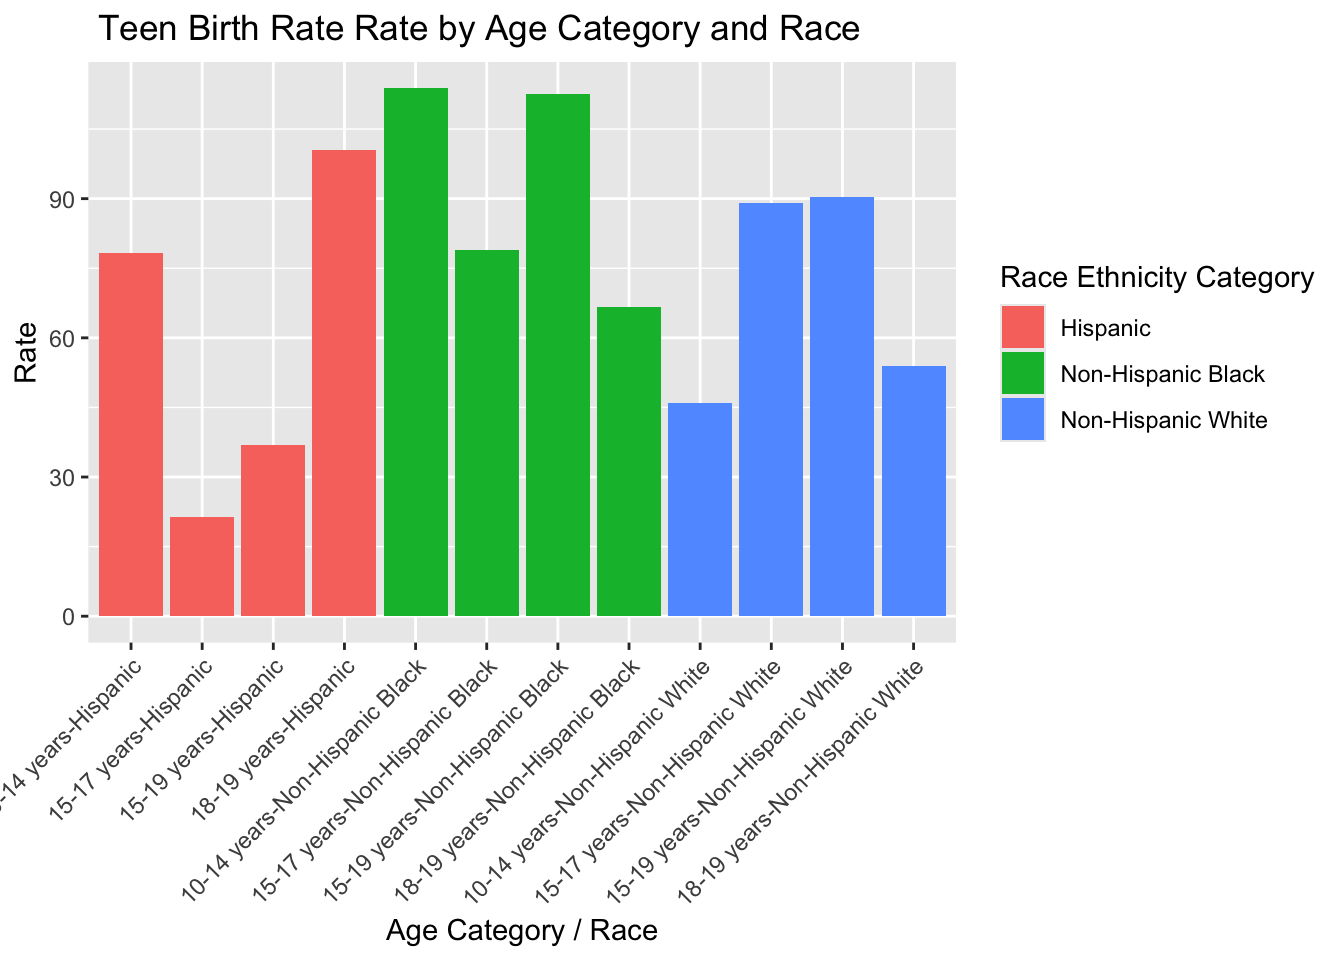 Teen Birth Rate Rate by Age Category and Race
Rate
90
60
30
0
-14 years-Hispanic
15-17 years-Hispanic
15-19 years-Hispanic
18-19 years-Hispanic
10-14 years-Non-Hispanic Black
15-17 years-Non-Hispanic Black
15-19 years-Non-Hispanic Black
18-19 years-Non-Hispanic Black
10-14 years-Non-Hispanic White
15-17 years-Non-Hispanic White
15-19 years-Non-Hispanic White
18-19 years-Non-Hispanic White
Age Category / Race
Race Ethnicity Category
Hispanic
Non-Hispanic Black
Non-Hispanic White